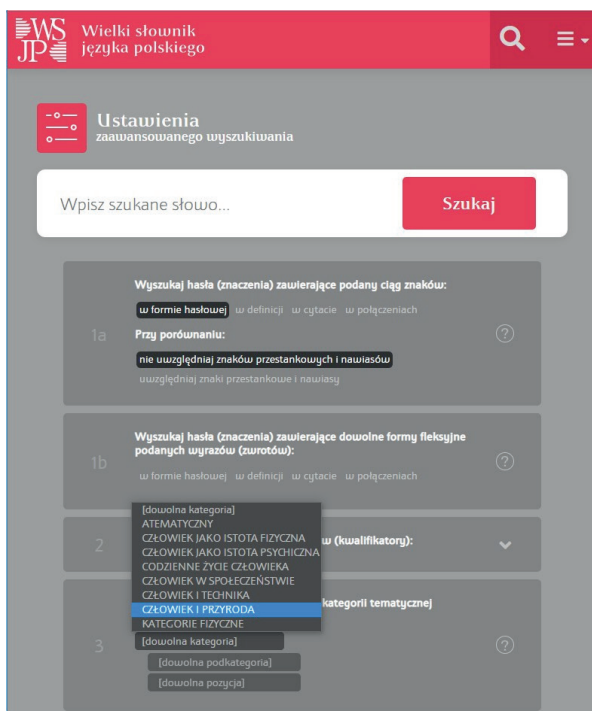 WS
JP
Wielki słownik
języka polskiego
Ustawienia
zaawansowanego wyszukiwania
Wpisz szukane słowo...
Szukaj
1a
Wyszukaj hasła (znaczenia) zawierające podany ciąg znaków:
w formie hasłowej w definicji w cytacie w połączeniach
Przy porównaniu:
nie uwzględniaj znaków przestankowych i nawiasów
uwzględniaj znaki przestankowe i nawiasy
?
1b
Wyszukaj hasła (znaczenia) zawierające dowolne formy fleksyjne
podanych wyrazów (zwrotów):
w formie hasłowej w definicji w cytacie w połączeniach
?
[dowolna kategoria]
ATEMATYCZNY
CZŁOWIEK JAKO ISTOTA FIZYCZNA
2
w (kwalifikatory):
CZŁOWIEK JAKO ISTOTA PSYCHICZNA
CODZIENNE ŻYCIE CZŁOWIEKA
CZŁOWIEK W SPOŁECZEŃSTWIE
CZŁOWIEK I TECHNIKA
CZŁOWIEK I PRZYRODA
kategorii tematycznej
KATEGORIE FIZYCZNE
3
[dowolna kategoria]
[dowolna podkategoria]
[dowolna pozycja]
?